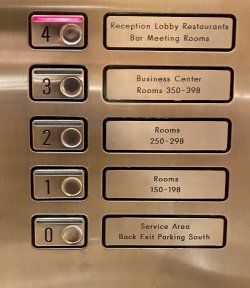 4
Reception Lobby Restaurants
Bar Meeting Rooms
3
Business Center
Rooms 350-398
2
Rooms
250-298
1
Rooms
150-198
0
Service Area
Back Exit Parking South